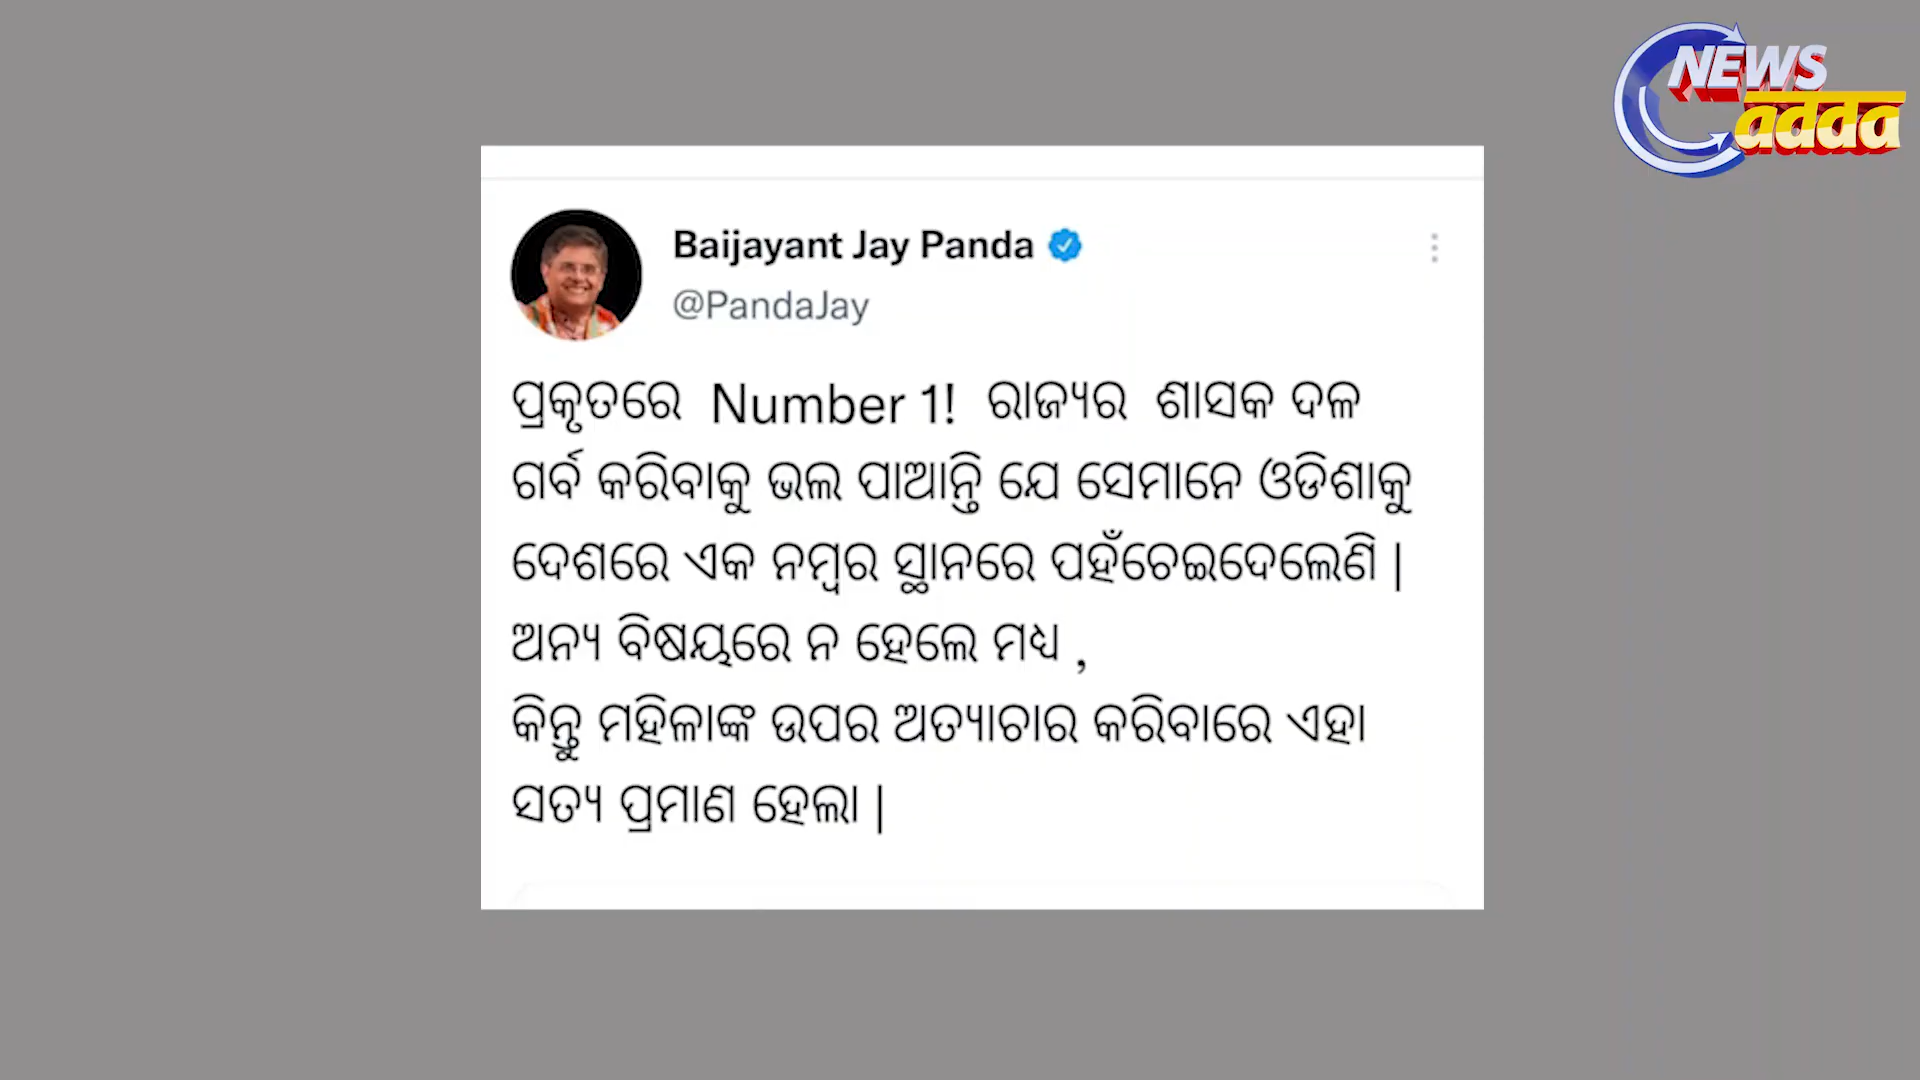 NEWS
adda
Baijayant Jay Panda
@PandaJay
ପ୍ରକୃତରେ Number 1! ରାଜ୍ୟର ଶାସକ ଦଳ
ଗର୍ବ କରିବାକୁ ଭଲ ପାଆନ୍ତି ଯେ ସେମାନେ ଓଡିଶାକୁ
ଦେଶରେ ଏକ ନମ୍ବର ସ୍ଥାନରେ ପହଁଚେଇଦେଲେଣି |
ଅନ୍ୟ ବିଷୟରେ ନ ହେଲେ ମଧ୍ୟ ,
କିନ୍ତୁ ମହିଳାଙ୍କ ଉପର ଅତ୍ୟାଚାର କରିବାରେ ଏହା
ସତ୍ୟ ପ୍ରମାଣ ହେଲା |